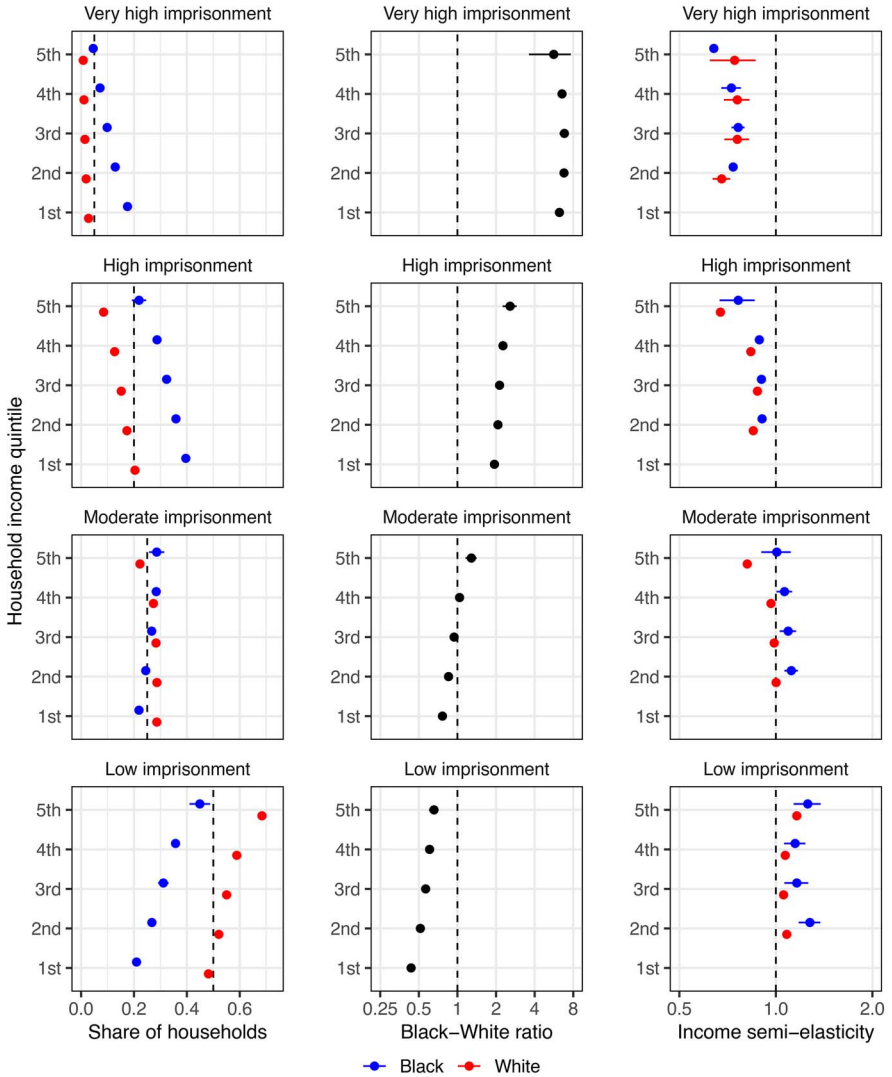 Very high imprisonment Very high imprisonment Very high imprisonment
5th 5th 5th
4th 4th 4th
3rd 3rd 3rd
2nd 2nd 2nd
1st 1st 1st
High imprisonment High imprisonment High imprisonment
5th 5th 5th
4th 4th 4th
3rd 3rd 3rd
2nd 2nd 2nd
1st 1st 1st
Household income quintile
Moderate imprisonment Moderate imprisonment Moderate imprisonment
5th 5th 5th
4th 4th 4th
3rd 3rd 3rd
2nd 2nd 2nd
1st 1st 1st
Low imprisonment Low imprisonment Low imprisonment
5th 5th 5th
4th 4th 4th
3rd 3rd 3rd
2nd 2nd 2nd
1st 1st 1st
0.0 0.2 0.4 0.6 0.25 0.5 1 2 4 8 0.5 1.0 2.0
Share of households Black−White ratio Income semi−elasticity
Black White